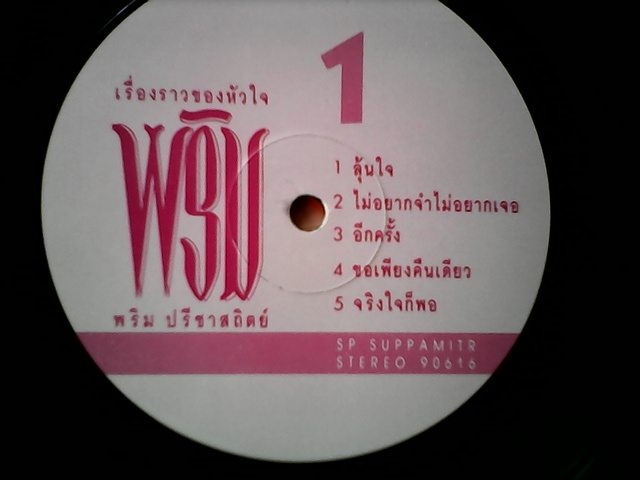 1
เรื่องราวของหัวใจ
พริม
พริม ปรีชาสถิตย์
1 ลุ้นใจ
2 ไม่อยากจำไม่อยากเจอ
3 อีกครั้ง
4 ขอเพียงคืนเดียว
5 จริงใจก็พอ
SP SUPPAMITR
STEREO 90616